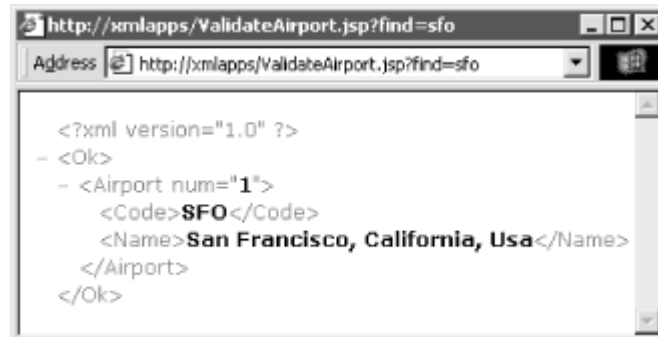 http://xmlapps/ValidateAirport.jsp?find=sfo
Address http://xmlapps/ValidateAirport.jsp?find=sfo
<?xml version="1.0" ?>
- <Ok>
- <Airport num="1">
<Code>SFO</Code>
<Name>San Francisco, California, Usa</Name>
</Airport>
</Ok>